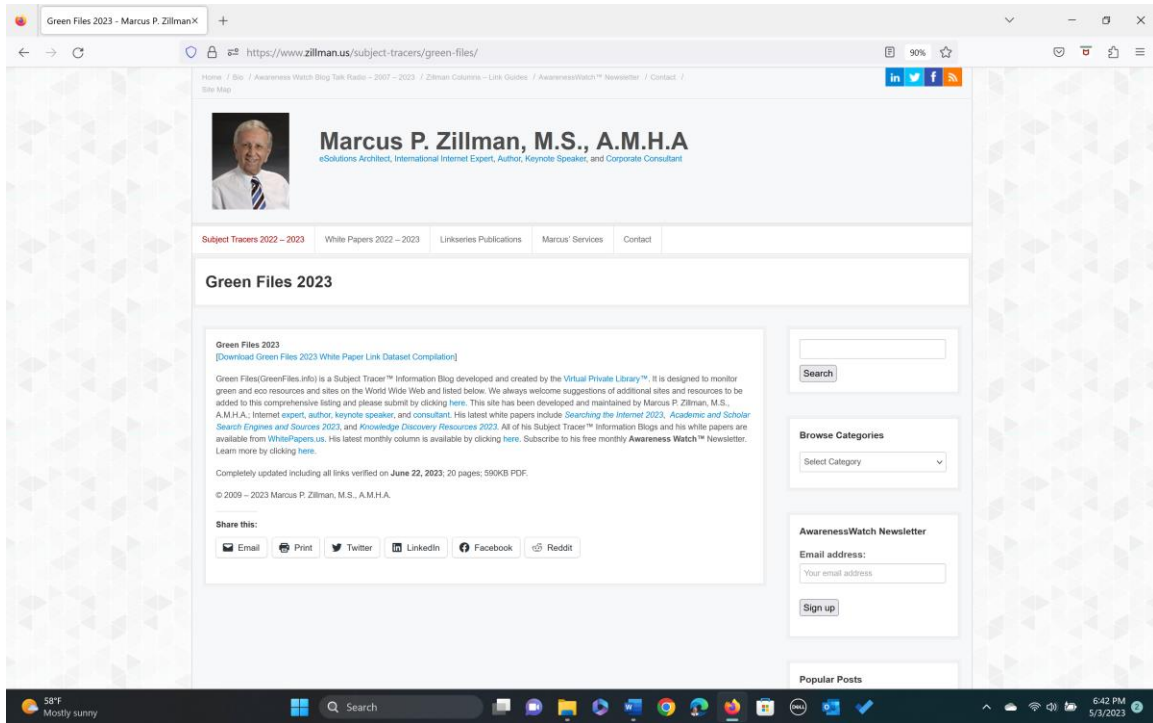 Green Files 2023 - Marcus P. Zillman
https://www.zillman.us/subject-tracers/green-files/
90%
Home / Bio / Awareness Watch Blog Talk Radio – 2007 – 2023 / Zillman Columns – Link Guides / AwarenessWatch™ Newsletter / Contact /
Site Map
Marcus P. Zillman, M.S., A.M.H.A
eSolutions Architect, International Internet Expert, Author, Keynote Speaker, and Corporate Consultant
Subject Tracers 2022 – 2023
White Papers 2022 – 2023
Linkseries Publications
Marcus' Services
Contact
Green Files 2023
Green Files 2023
[Download Green Files 2023 White Paper Link Dataset Compilation]
Green Files(GreenFiles.info) is a Subject Tracer™ Information Blog developed and created by the Virtual Private Library™. It is designed to monitor
green and eco resources and sites on the World Wide Web and listed below. We always welcome suggestions of additional sites and resources to be
added to this comprehensive listing and please submit by clicking here. This site has been developed and maintained by Marcus P. Zillman, M.S.,
A.M.H.A.; Internet expert, author, keynote speaker, and consultant. His latest white papers include Searching the Internet 2023, Academic and Scholar
Search Engines and Sources 2023, and Knowledge Discovery Resources 2023. All of his Subject Tracer™ Information Blogs and his white papers are
available from WhitePapers.us. His latest monthly column is available by clicking here. Subscribe to his free monthly Awareness Watch™ Newsletter.
Learn more by clicking here.
Completely updated including all links verified on June 22, 2023; 20 pages; 590KB PDF.
© 2009 – 2023 Marcus P. Zillman, M.S., A.M.H.A.
Share this:
Email
Print
Twitter
LinkedIn
Facebook
Reddit
Search
Browse Categories
Select Category
AwarenessWatch Newsletter
Email address:
Your email address
Sign up
Popular Posts
58°F
Mostly sunny
Search
DELL
6:42 PM
5/3/2023
2